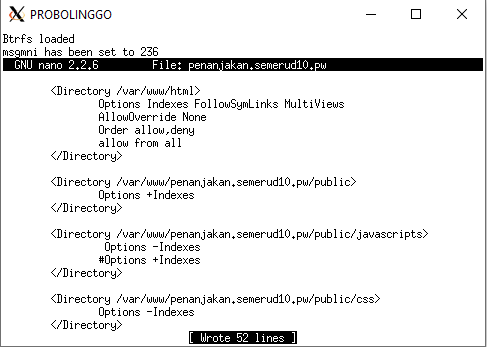 PROBOLINGGO
Btrfs loaded
msgmni has been set to 236
GNU nano 2.2.6 File: penanjakan.semerud10.pw
<Directory /var/www/html>
Options Indexes FollowSymLinks MultiViews
AllowOverride None
Order allow,deny
allow from all
</Directory>
<Directory /var/www/penanjakan.semerud10.pw/public>
Options +Indexes
</Directory>
<Directory /var/www/penanjakan.semerud10.pw/public/javascripts>
Options -Indexes
#Options +Indexes
</Directory>
<Directory /var/www/penanjakan.semerud10.pw/public/css>
Options -Indexes
</Directory>
[ Wrote 52 lines ]